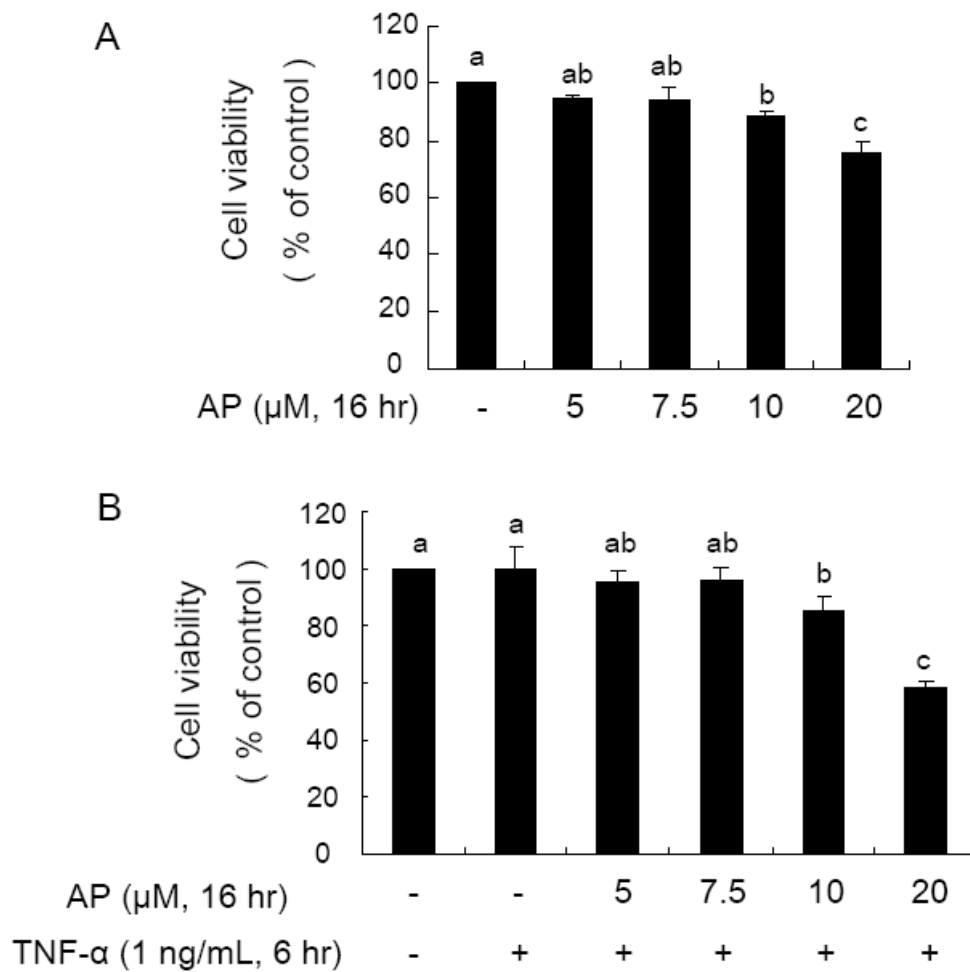 A
Cell viability
( % of control )
120
100
80
60
40
20
0
a
ab
ab
b
c
AP (µM, 16 hr)
-
5
7.5
10
20
B
Cell viability
( % of control )
120
100
80
60
40
20
0
a
a
ab
ab
b
c
AP (µM, 16 hr)
-
-
5
7.5
10
20
TNF-α (1 ng/mL, 6 hr)
-
+
+
+
+
+